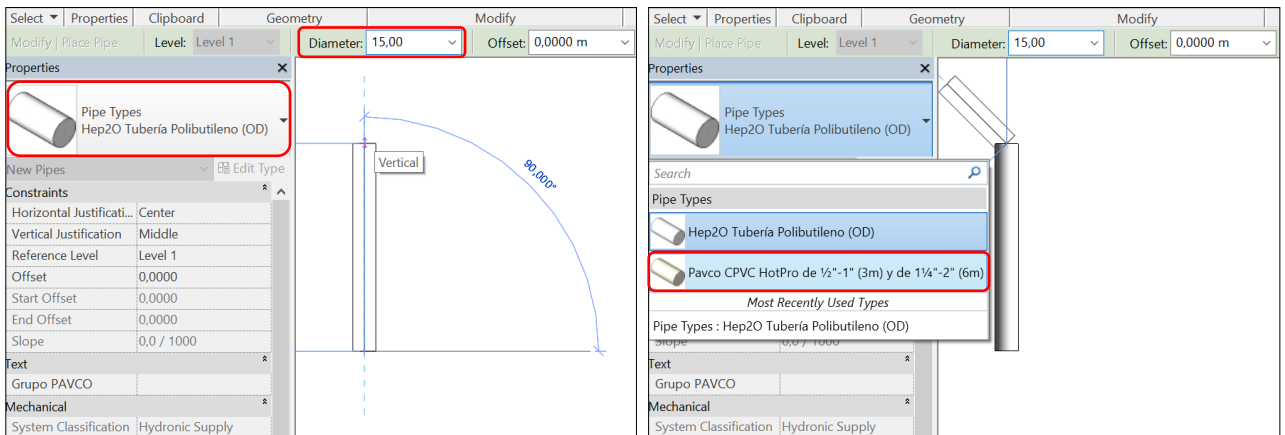 Select Properties Clipboard Geometry Modify
Modify | Place Pipe Level: Level 1 Diameter: 15,00 Offset: 0,0000 m
Properties
Pipe Types
Hep2O Tubería Polibutileno (OD)
New Pipes Edit Type
Constraints
Horizontal Justificati... Center
Vertical Justification Middle
Reference Level Level 1
Offset 0,0000
Start Offset 0,0000
End Offset 0,0000
Slope 0,0 / 1000
Text
Grupo PAVCO
Mechanical
System Classification Hydronic Supply
Vertical
90,000°
Select Properties Clipboard Geometry Modify
Modify | Place Pipe Level: Level 1 Diameter: 15,00 Offset: 0,0000 m
Properties
Pipe Types
Hep2O Tubería Polibutileno (OD)
Search
Pipe Types
Hep2O Tubería Polibutileno (OD)
Pavco CPVC HotPro de ½"-1" (3m) y de 1¼"-2" (6m)
Most Recently Used Types
Pipe Types : Hep2O Tubería Polibutileno (OD)
Slope 0,0 / 1000
Text
Grupo PAVCO
Mechanical
System Classification Hydronic Supply